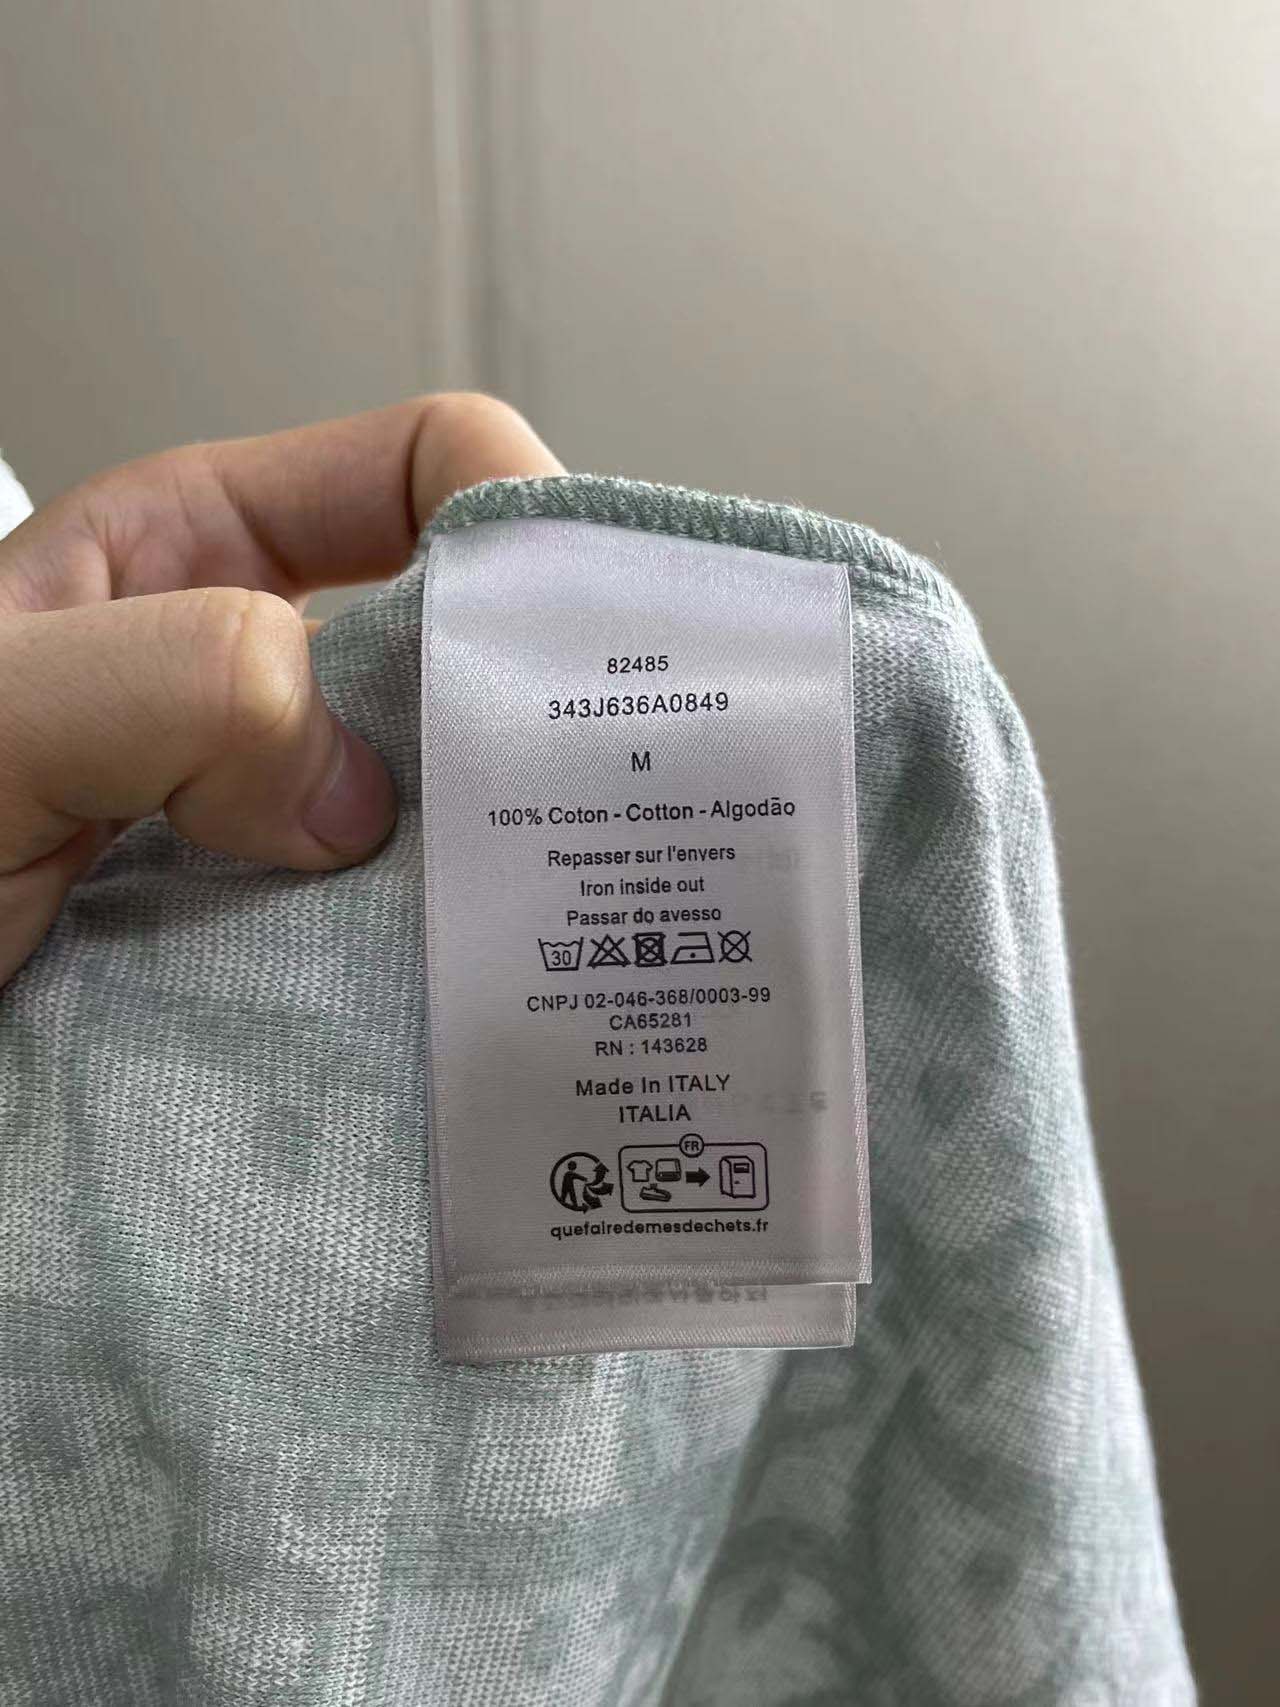 82485
343J636A0849
M
100% Coton - Cotton - Algodão
Repasser sur l'envers
Iron inside out
Passar do avesso
30
CNPJ 02-046-368/0003-99
CA65281
RN : 143628
Made In ITALY
ITALIA
FR
quefairedemesdechets.fr